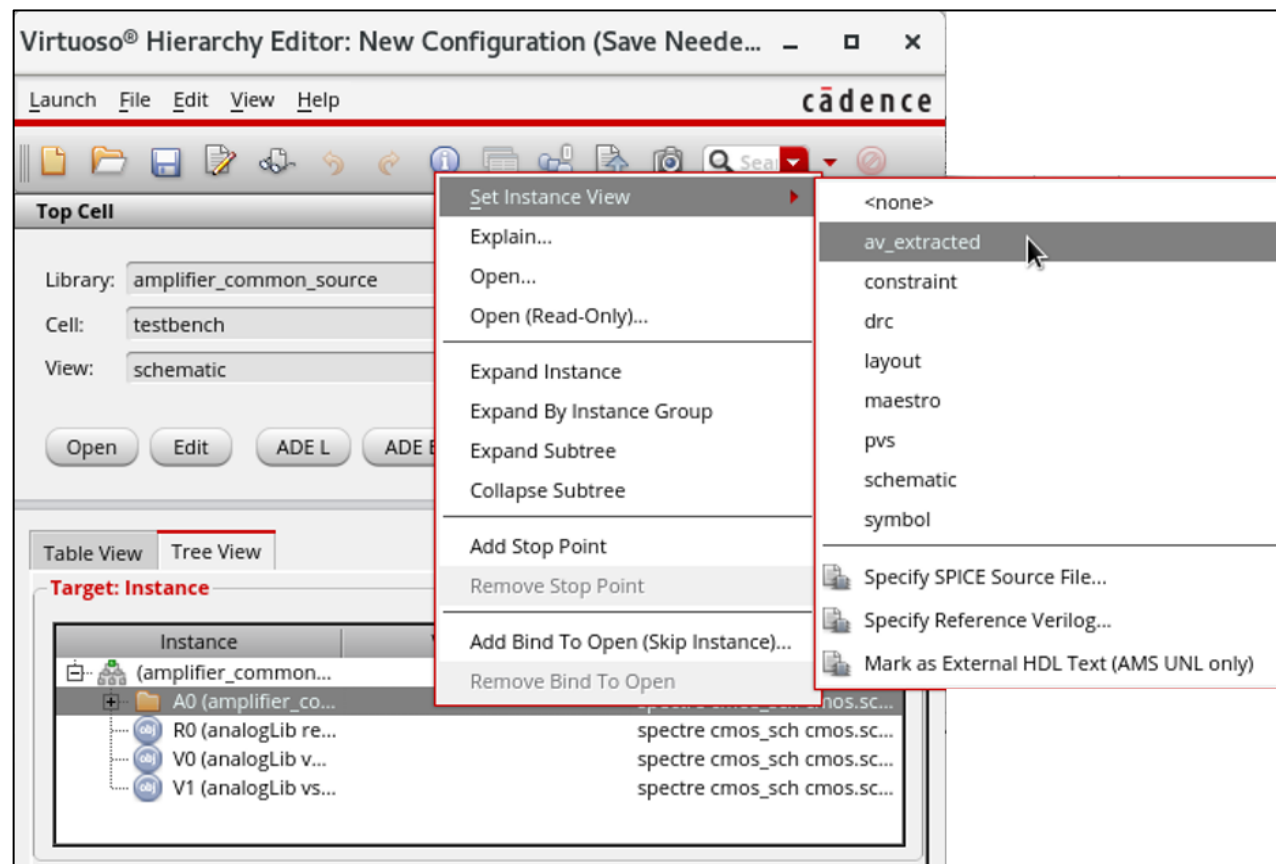 Virtuoso® Hierarchy Editor: New Configuration (Save Neede...
Launch File Edit View Help
cādence
Sea
Top Cell
Library: amplifier_common_source
Cell: testbench
View: schematic
Open Edit ADE L ADE
Table View Tree View
Target: Instance
Instance
(amplifier_common...
A0 (amplifier_co... spectre cmos_sch cmos.sc...
R0 (analogLib re... spectre cmos_sch cmos.sc...
V0 (analogLib v... spectre cmos_sch cmos.sc...
V1 (analogLib vs... spectre cmos_sch cmos.sc...
Set Instance View
Explain...
Open...
Open (Read-Only)...
Expand Instance
Expand By Instance Group
Expand Subtree
Collapse Subtree
Add Stop Point
Remove Stop Point
Add Bind To Open (Skip Instance)...
Remove Bind To Open
<none>
av_extracted
constraint
drc
layout
maestro
pvs
schematic
symbol
Specify SPICE Source File...
Specify Reference Verilog...
Mark as External HDL Text (AMS UNL only)